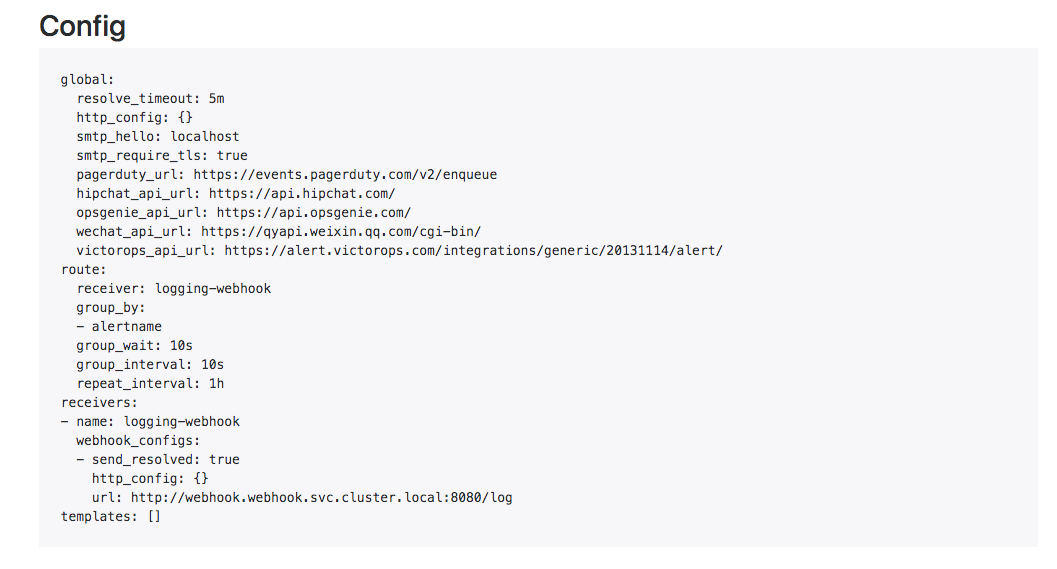 Config
global:
  resolve_timeout: 5m
  http_config: {}
  smtp_hello: localhost
  smtp_require_tls: true
  pagerduty_url: https://events.pagerduty.com/v2/enqueue
  hipchat_api_url: https://api.hipchat.com/
  opsgenie_api_url: https://api.opsgenie.com/
  wechat_api_url: https://qyapi.weixin.qq.com/cgi-bin/
  victorops_api_url: https://alert.victorops.com/integrations/generic/20131114/alert/
route:
  receiver: logging-webhook
  group_by:
  - alertname
  group_wait: 10s
  group_interval: 10s
  repeat_interval: 1h
receivers:
- name: logging-webhook
  webhook_configs:
  - send_resolved: true
    http_config: {}
    url: http://webhook.webhook.svc.cluster.local:8080/log
templates: []